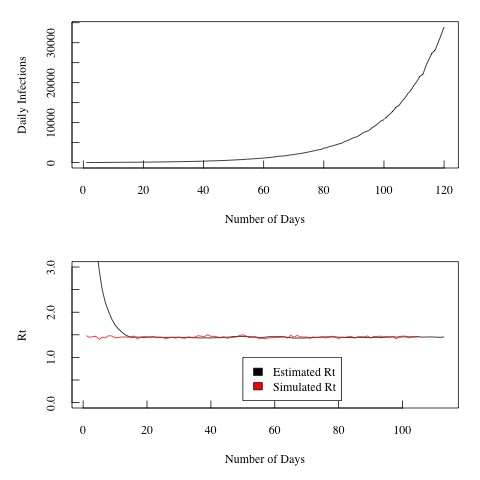 Daily Infections
30000
10000
0
0 20 40 60 80 100 120
Number of Days
Rt
3.0
2.0
1.0
0.0
Estimated Rt
Simulated Rt
0 20 40 60 80 100
Number of Days